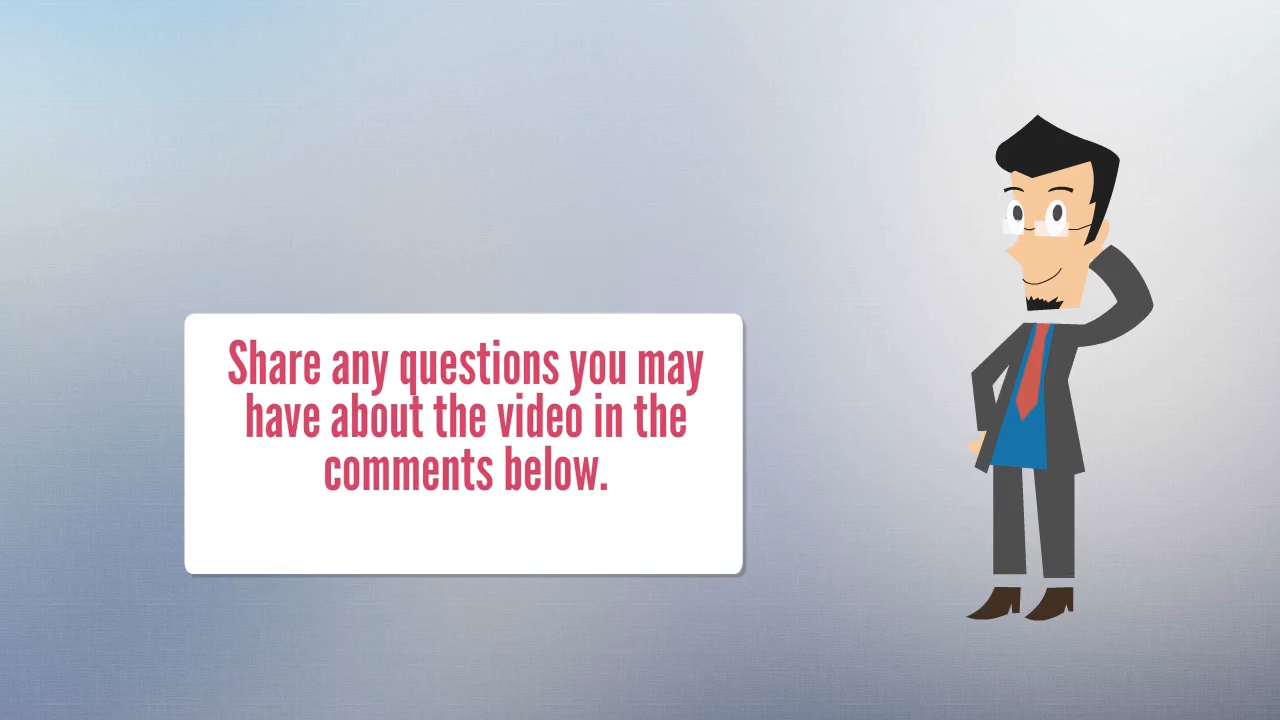 Share any questions you may
have about the video in the
comments below.